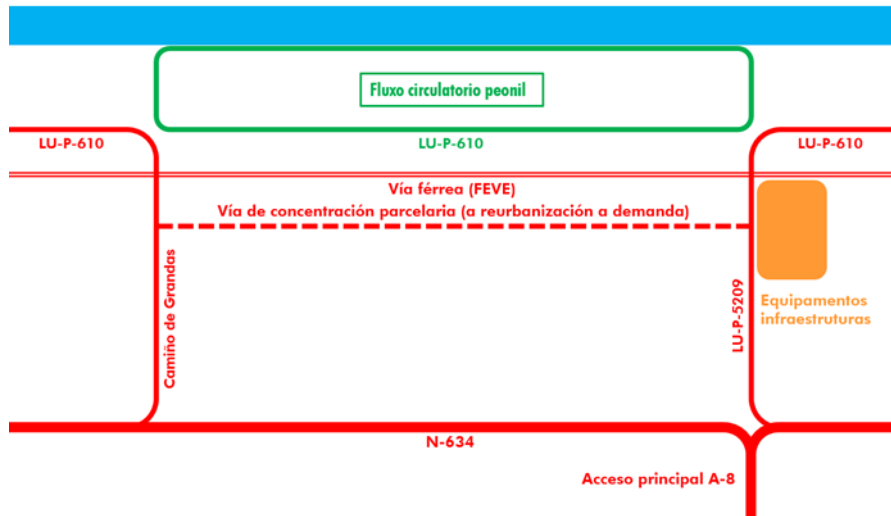 Fluxo circulatorio peonil
LU-P-610
LU-P-610
LU-P-610
Vía férrea (FEVE)
Vía de concentración parcelaria (a reurbanización a demanda)
Camiño de Grandas
LU-P-5209
Equipamentos
infraestruturas
N-634
Acceso principal A-8